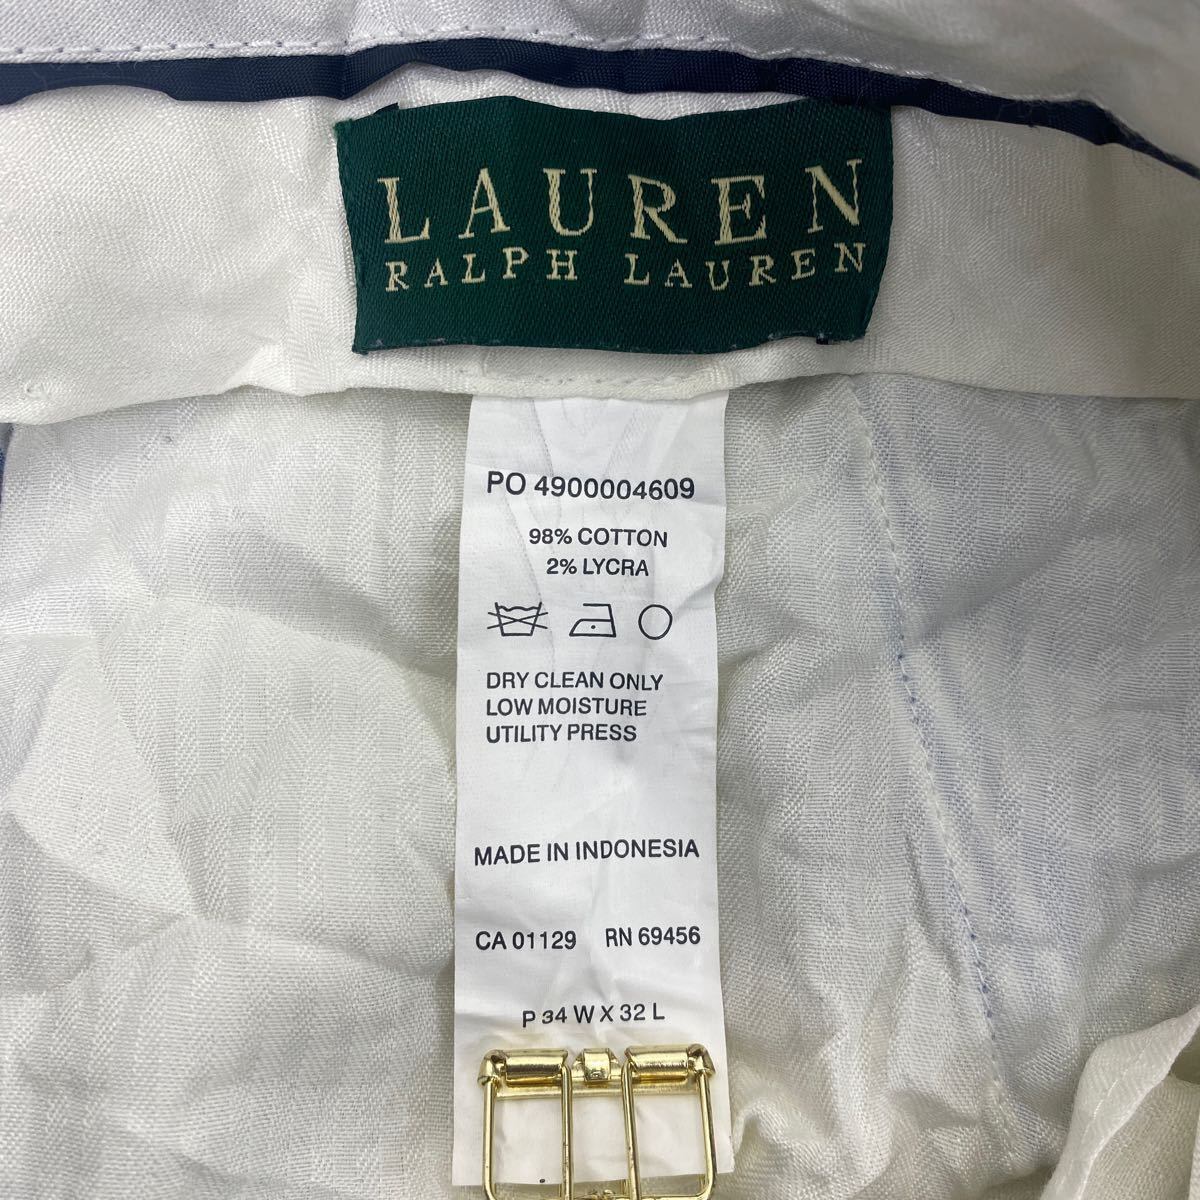 LAUREN
RALPH LAUREN
PO 4900004609
98% COTTON
2% LYCRA
DRY CLEAN ONLY
LOW MOISTURE
UTILITY PRESS
MADE IN INDONESIA
CA 01129 RN 69456
P 34 W X 32 L